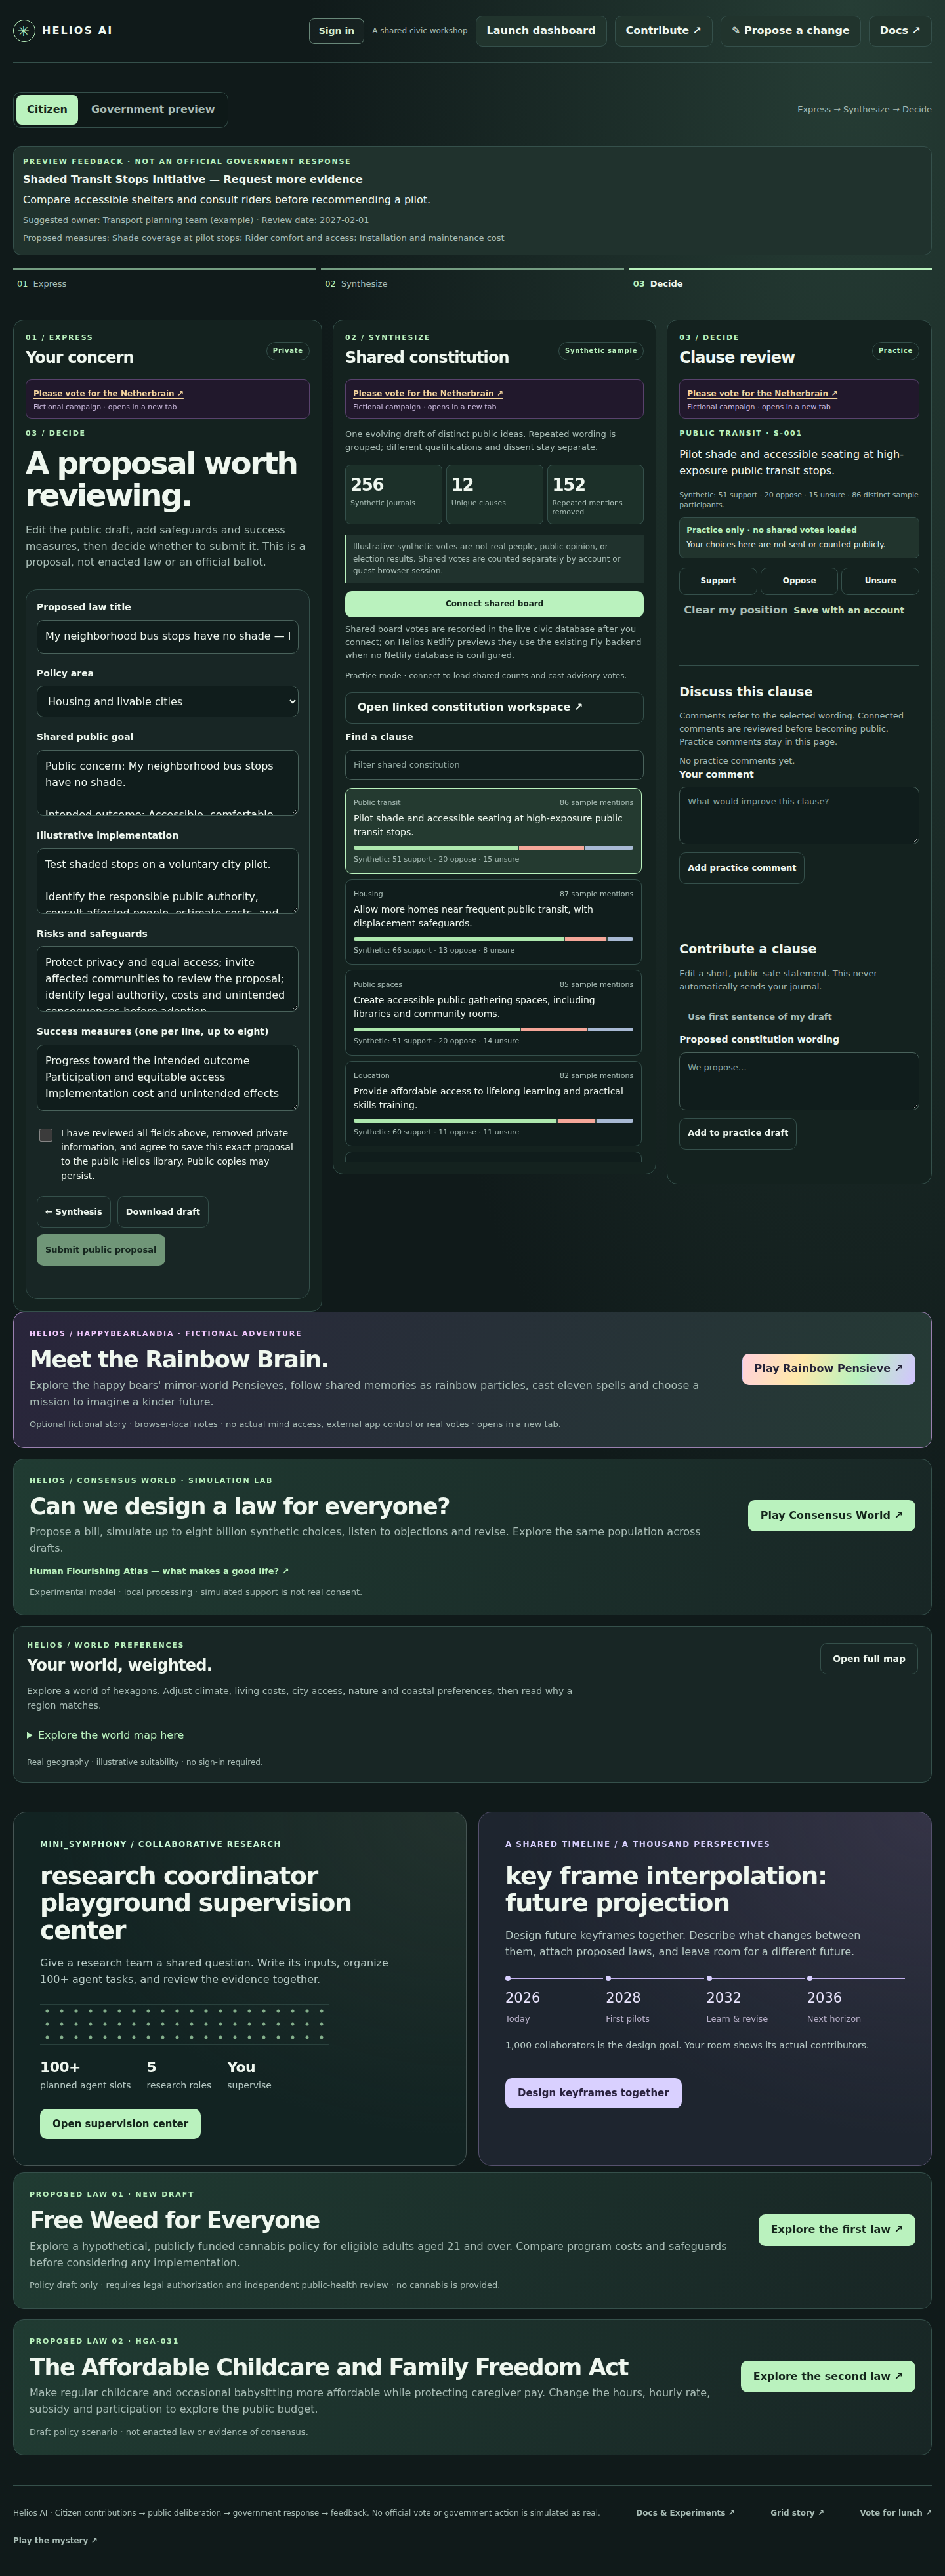 HELIOS AI
Sign in
A shared civic workshop
Launch dashboard
Contribute ↗
✎ Propose a change
Docs ↗
Citizen
Government preview
Express → Synthesize → Decide
PREVIEW FEEDBACK · NOT AN OFFICIAL GOVERNMENT RESPONSE
Shaded Transit Stops Initiative — Request more evidence
Compare accessible shelters and consult riders before recommending a pilot.
Suggested owner: Transport planning team (example) · Review date: 2027-02-01
Proposed measures: Shade coverage at pilot stops; Rider comfort and access; Installation and maintenance cost
01 Express
02 Synthesize
03 Decide
01 / EXPRESS
Your concern
Private
Please vote for the Netherbrain ↗
Fictional campaign · opens in a new tab
03 / DECIDE
A proposal worth
reviewing.
Edit the public draft, add safeguards and success
measures, then decide whether to submit it. This is a
proposal, not enacted law or an official ballot.
Proposed law title
My neighborhood bus stops have no shade — I
Policy area
Housing and livable cities
Shared public goal
Public concern: My neighborhood bus stops
have no shade.
Intended outcome: Accessible, comfortable
Illustrative implementation
Test shaded stops on a voluntary city pilot.
Identify the responsible public authority,
consult affected people, estimate costs, and
Risks and safeguards
Protect privacy and equal access; invite
affected communities to review the proposal;
identify legal authority, costs and unintended
consequences before adoption.
Success measures (one per line, up to eight)
Progress toward the intended outcome
Participation and equitable access
Implementation cost and unintended effects
I have reviewed all fields above, removed private
information, and agree to save this exact proposal
to the public Helios library. Public copies may
persist.
← Synthesis
Download draft
Submit public proposal
02 / SYNTHESIZE
Shared constitution
Synthetic sample
Please vote for the Netherbrain ↗
Fictional campaign · opens in a new tab
One evolving draft of distinct public ideas. Repeated wording is
grouped; different qualifications and dissent stay separate.
256
Synthetic journals
12
Unique clauses
152
Repeated mentions
removed
Illustrative synthetic votes are not real people, public opinion, or
election results. Shared votes are counted separately by account or
guest browser session.
Connect shared board
Shared board votes are recorded in the live civic database after you
connect; on Helios Netlify previews they use the existing Fly backend
when no Netlify database is configured.
Practice mode · connect to load shared counts and cast advisory votes.
Open linked constitution workspace ↗
Find a clause
Filter shared constitution
Public transit
86 sample mentions
Pilot shade and accessible seating at high-exposure public
transit stops.
Synthetic: 51 support · 20 oppose · 15 unsure
Housing
87 sample mentions
Allow more homes near frequent public transit, with
displacement safeguards.
Synthetic: 66 support · 13 oppose · 8 unsure
Public spaces
85 sample mentions
Create accessible public gathering spaces, including
libraries and community rooms.
Synthetic: 51 support · 20 oppose · 14 unsure
Education
82 sample mentions
Provide affordable access to lifelong learning and practical
skills training.
Synthetic: 60 support · 11 oppose · 11 unsure
03 / DECIDE
Clause review
Practice
Please vote for the Netherbrain ↗
Fictional campaign · opens in a new tab
PUBLIC TRANSIT · S-001
Pilot shade and accessible seating at high-
exposure public transit stops.
Synthetic: 51 support · 20 oppose · 15 unsure · 86 distinct sample
participants.
Practice only · no shared votes loaded
Your choices here are not sent or counted publicly.
Support
Oppose
Unsure
Clear my position
Save with an account
Discuss this clause
Comments refer to the selected wording. Connected
comments are reviewed before becoming public.
Practice comments stay in this page.
No practice comments yet.
Your comment
What would improve this clause?
Add practice comment
Contribute a clause
Edit a short, public-safe statement. This never
automatically sends your journal.
Use first sentence of my draft
Proposed constitution wording
We propose...
Add to practice draft
HELIOS / HAPPYBEARLANDIA · FICTIONAL ADVENTURE
Meet the Rainbow Brain.
Explore the happy bears' mirror-world Pensieves, follow shared memories as rainbow particles, cast eleven spells and choose a
mission to imagine a kinder future.
Optional fictional story · browser-local notes · no actual mind access, external app control or real votes · opens in a new tab.
Play Rainbow Pensieve ↗
HELIOS / CONSENSUS WORLD · SIMULATION LAB
Can we design a law for everyone?
Propose a bill, simulate up to eight billion synthetic choices, listen to objections and revise. Explore the same population across
drafts.
Human Flourishing Atlas — what makes a good life? ↗
Experimental model · local processing · simulated support is not real consent.
Play Consensus World ↗
HELIOS / WORLD PREFERENCES
Your world, weighted.
Explore a world of hexagons. Adjust climate, living costs, city access, nature and coastal preferences, then read why a
region matches.
▶ Explore the world map here
Real geography · illustrative suitability · no sign-in required.
Open full map
MINI_SYMPHONY / COLLABORATIVE RESEARCH
research coordinator
playground supervision
center
Give a research team a shared question. Write its inputs, organize
100+ agent tasks, and review the evidence together.
100+
planned agent slots
5
research roles
You
supervise
Open supervision center
A SHARED TIMELINE / A THOUSAND PERSPECTIVES
key frame interpolation:
future projection
Design future keyframes together. Describe what changes between
them, attach proposed laws, and leave room for a different future.
2026
Today
2028
First pilots
2032
Learn & revise
2036
Next horizon
1,000 collaborators is the design goal. Your room shows its actual contributors.
Design keyframes together
PROPOSED LAW 01 · NEW DRAFT
Free Weed for Everyone
Explore a hypothetical, publicly funded cannabis policy for eligible adults aged 21 and over. Compare program costs and safeguards
before considering any implementation.
Policy draft only · requires legal authorization and independent public-health review · no cannabis is provided.
Explore the first law ↗
PROPOSED LAW 02 · HGA-031
The Affordable Childcare and Family Freedom Act
Make regular childcare and occasional babysitting more affordable while protecting caregiver pay. Change the hours, hourly rate,
subsidy and participation to explore the public budget.
Draft policy scenario · not enacted law or evidence of consensus.
Explore the second law ↗
Helios AI · Citizen contributions → public deliberation → government response → feedback. No official vote or government action is simulated as real.
Docs & Experiments ↗
Grid story ↗
Vote for lunch ↗
Play the mystery ↗